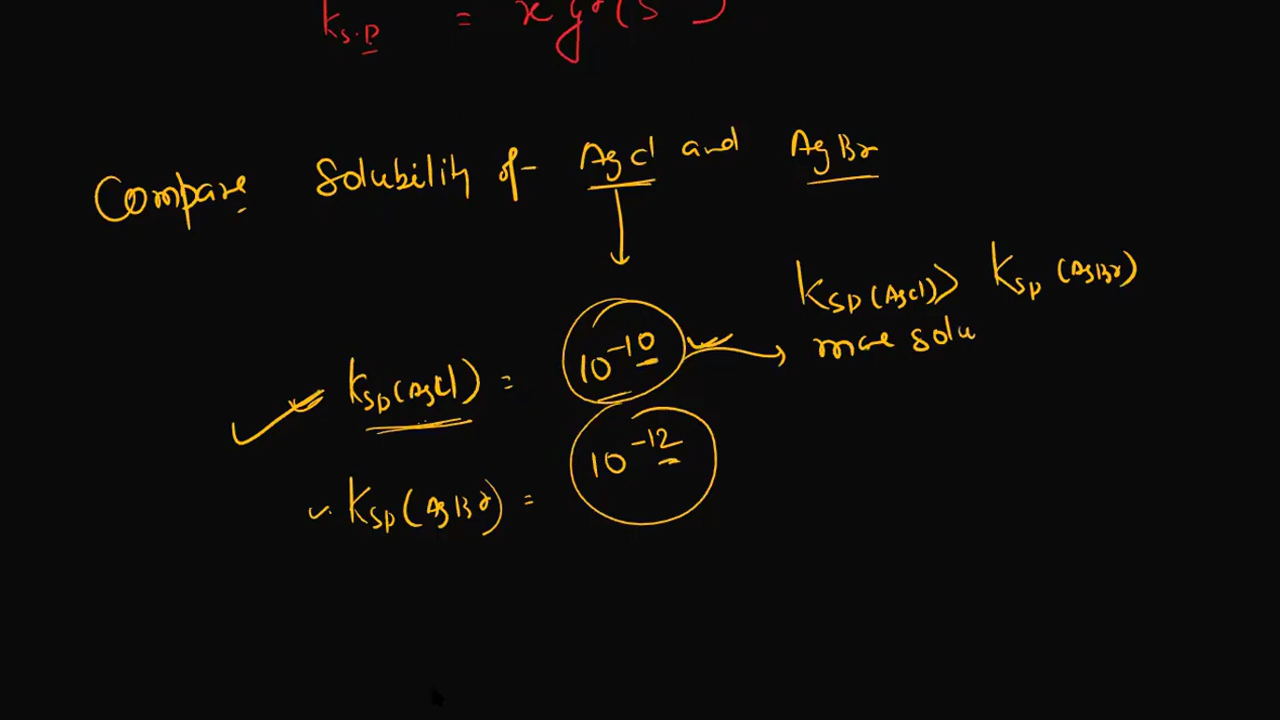 Ks.p = x y
Compare Solubility of AgCl and AgBr
Ksp(AgCl) > Ksp (AgBr)
more solu
Ksp(AgCl) = 10⁻¹⁰
Ksp(AgBr) = 10⁻¹²